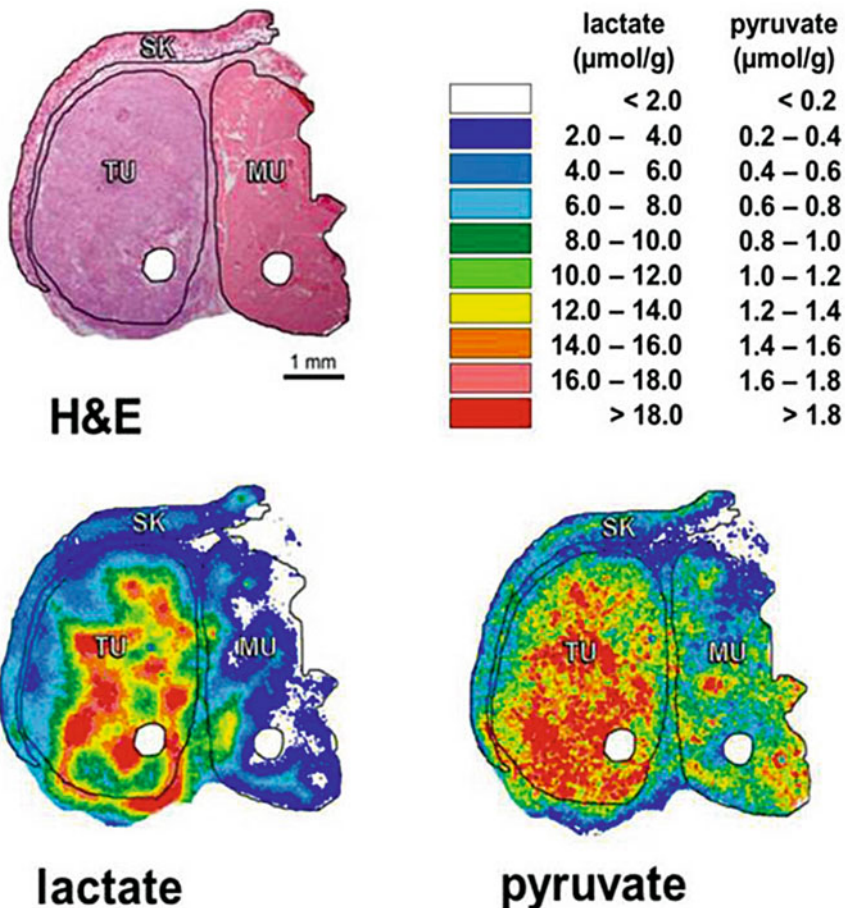 SK
TU
MU
1 mm
H&E
lactate pyruvate
(µmol/g) (µmol/g)
< 2.0 < 0.2
2.0 – 4.0 0.2 – 0.4
4.0 – 6.0 0.4 – 0.6
6.0 – 8.0 0.6 – 0.8
8.0 – 10.0 0.8 – 1.0
10.0 – 12.0 1.0 – 1.2
12.0 – 14.0 1.2 – 1.4
14.0 – 16.0 1.4 – 1.6
16.0 – 18.0 1.6 – 1.8
> 18.0 > 1.8
SK
TU
MU
lactate
SK
TU
MU
pyruvate